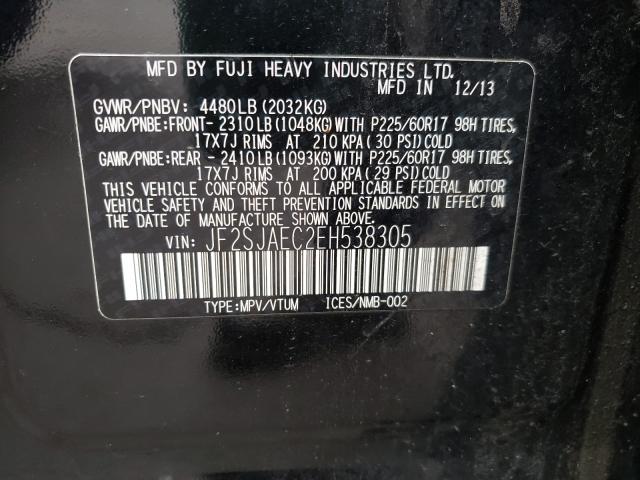 MFD BY FUJI HEAVY INDUSTRIES LTD.
MFD IN 12/13
GVWR/PNBV: 4480LB (2032KG)
GAWR/PNBE:FRONT- 2310LB (1048KG) WITH P225/60R17 98H TIRES,
17X7J RIMS AT 210 KPA (30 PSI) COLD
GAWR/PNBE:REAR - 2410LB (1093KG) WITH P225/60R17 98H TIRES,
17X7J RIMS AT 200 KPA (29 PSI) COLD
THIS VEHICLE CONFORMS TO ALL APPLICABLE FEDERAL MOTOR
VEHICLE SAFETY AND THEFT PREVENTION STANDARDS IN EFFECT
ON THE DATE OF MANUFACTURE SHOWN ABOVE.
VIN: JF2SJAEC2EH538305
TYPE:MPV/VTUM ICES/NMB-002